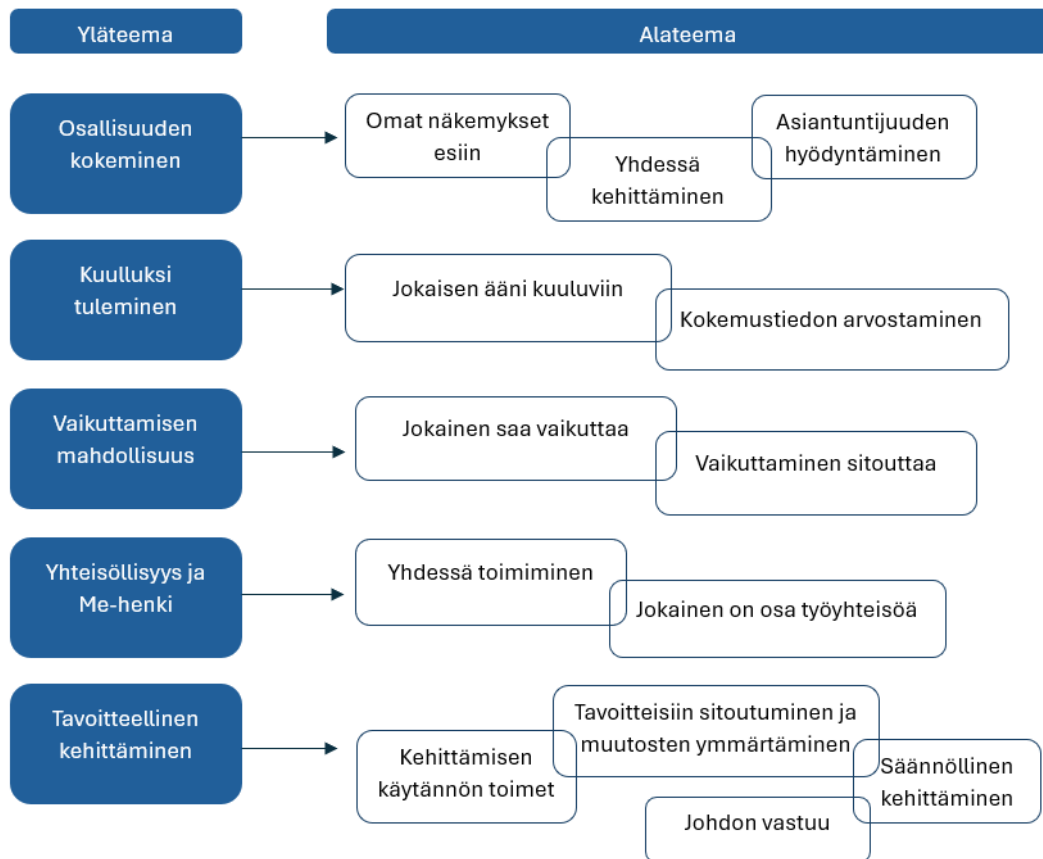 Yläteema
Alateema
Osallisuuden
kokeminen
Omat näkemykset
esiin
Yhdessä
kehittäminen
Asiantuntijuuden
hyödyntäminen
Kuulluksi
tuleminen
Jokaisen ääni kuuluviin
Kokemustiedon arvostaminen
Vaikuttamisen
mahdollisuus
Jokainen saa vaikuttaa
Vaikuttaminen sitouttaa
Yhteisöllisyys ja
Me-henki
Yhdessä toimiminen
Jokainen on osa työyhteisöä
Tavoitteellinen
kehittäminen
Kehittämisen
käytännön toimet
Tavoitteisiin sitoutuminen ja
muutosten ymmärtäminen
Säännöllinen
kehittäminen
Johdon vastuu